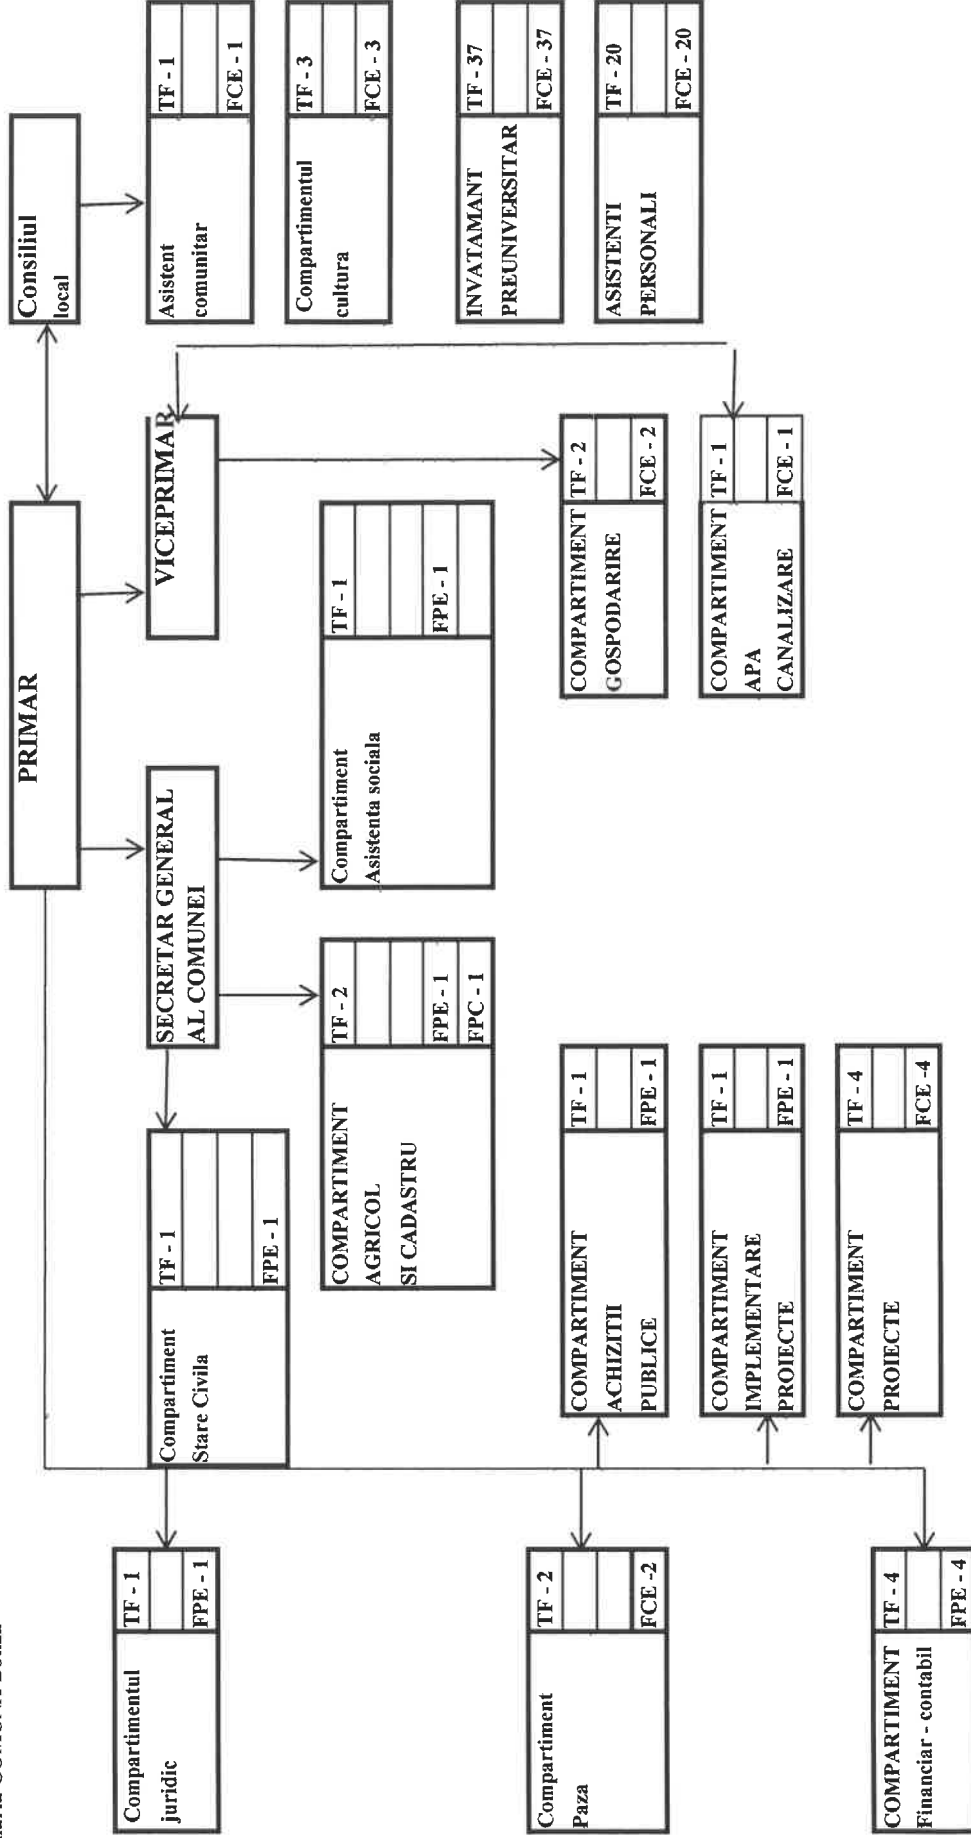 PRIMAR
Consiliul
local
SECRETAR GENERAL
AL COMUNEI
VICEPRIMAR
Asistent
comunitar
TF - 1
FCE - 1
Compartimentul
juridic
TF - 1
FPE - 1
Compartiment
Stare Civila
TF - 1
FPE - 1
Compartimentul
cultura
TF - 3
FCE - 3
COMPARTIMENT
AGRICOL
SI CADASTRU
TF - 2
FPE - 1
FPC - 1
Compartiment
Asistenta sociala
TF - 1
FPE - 1
INVATAMANT
PREUNIVERSITAR
TF - 37
FCE - 37
Compartiment
Paza
TF - 2
FCE -2
COMPARTIMENT
ACHIZITII
PUBLICE
TF - 1
FPE - 1
COMPARTIMENT
GOSPODARIRE
TF - 2
FCE - 2
ASISTENTI
PERSONALI
TF - 20
FCE - 20
COMPARTIMENT
IMPLEMENTARE
PROIECTE
TF - 1
FPE - 1
COMPARTIMENT
APA
CANALIZARE
TF - 1
FCE - 1
COMPARTIMENT
PROIECTE
TF - 4
FCE -4
COMPARTIMENT
Financiar - contabil
TF - 4
FPE - 4